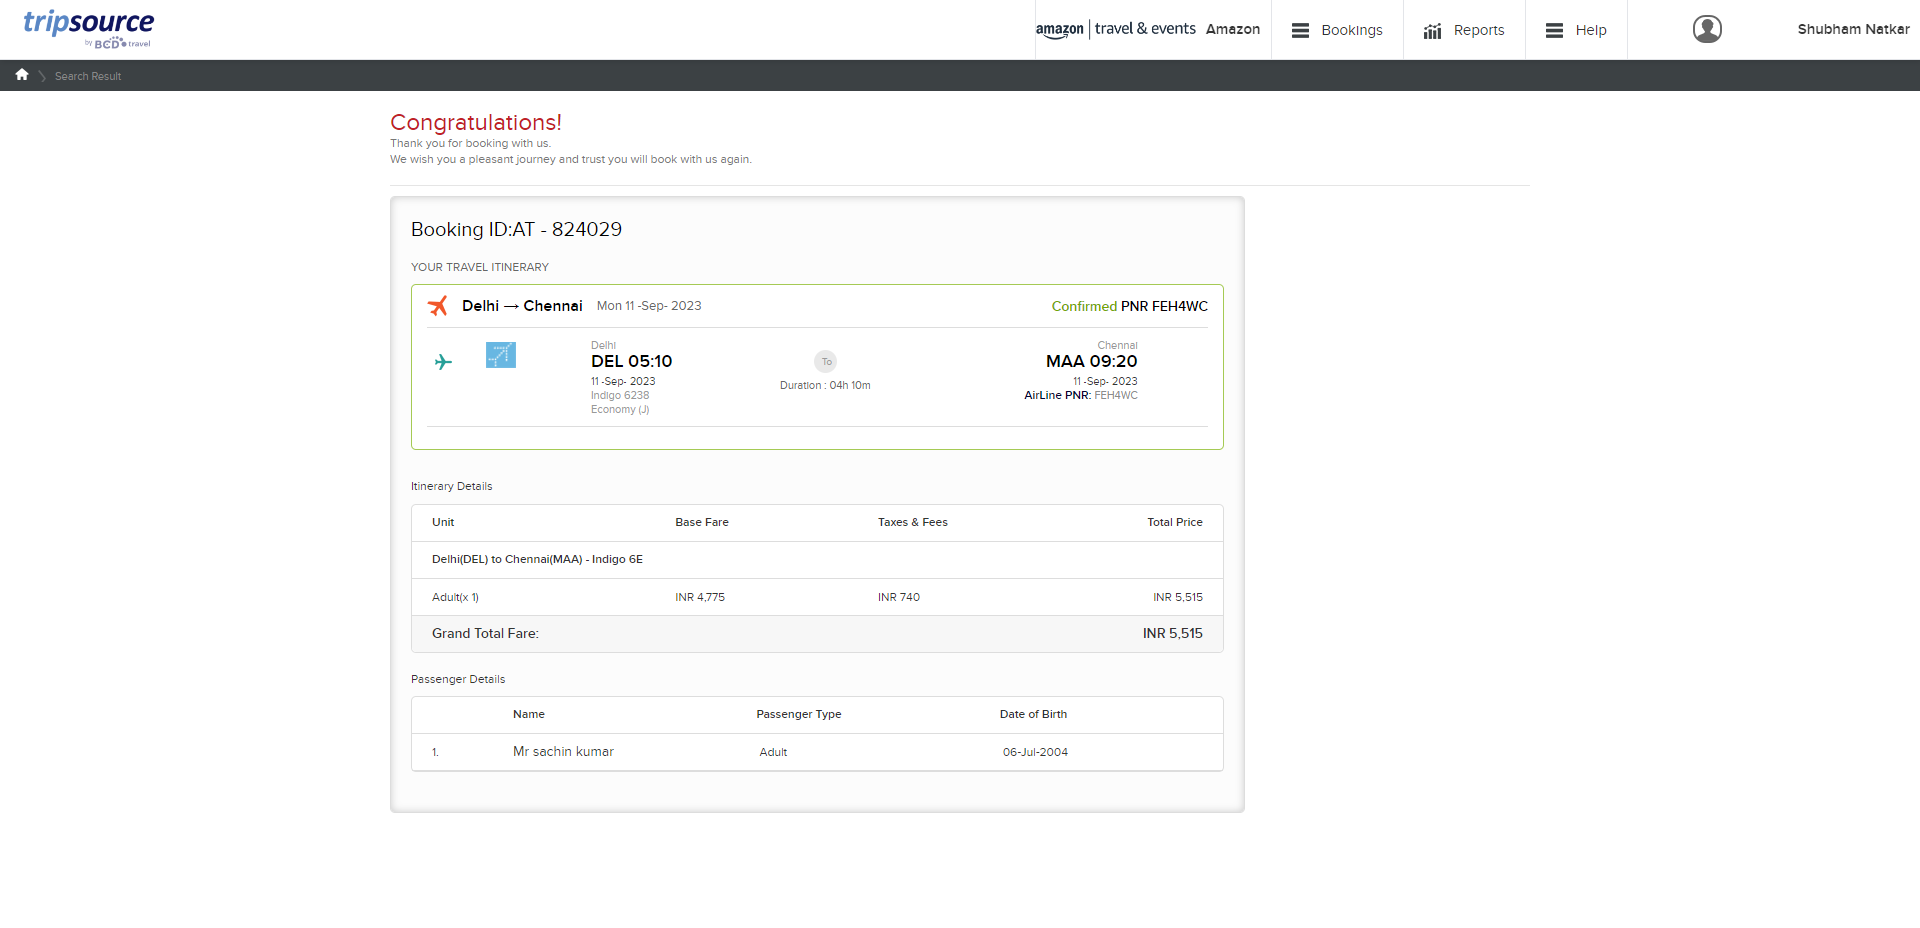 tripsource
by BCD travel
amazon | travel & events Amazon
Bookings
Reports
Help
Shubham Natkar
Search Result
Congratulations!
Thank you for booking with us.
We wish you a pleasant journey and trust you will book with us again.
Booking ID:AT - 824029
YOUR TRAVEL ITINERARY
Delhi → Chennai Mon 11 -Sep- 2023 Confirmed PNR FEH4WC
Delhi
DEL 05:10
11 -Sep- 2023
Indigo 6238
Economy (J)
To
Duration : 04h 10m
Chennai
MAA 09:20
11 -Sep- 2023
AirLine PNR: FEH4WC
Itinerary Details
Unit Base Fare Taxes & Fees Total Price
Delhi(DEL) to Chennai(MAA) - Indigo 6E
Adult(x 1) INR 4,775 INR 740 INR 5,515
Grand Total Fare: INR 5,515
Passenger Details
Name Passenger Type Date of Birth
1. Mr sachin kumar Adult 06-Jul-2004